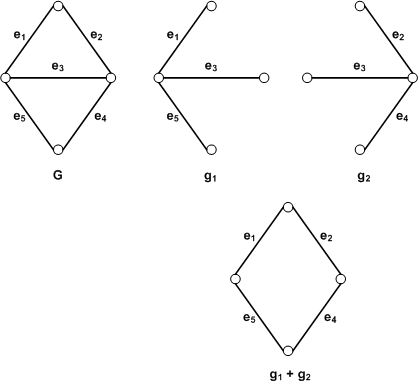 e₁ e₂ e₁ e₂
e₃ e₃ e₃
e₅ e₄ e₅ e₄
G g₁ g₂
e₁ e₂
e₅ e₄
g₁ + g₂